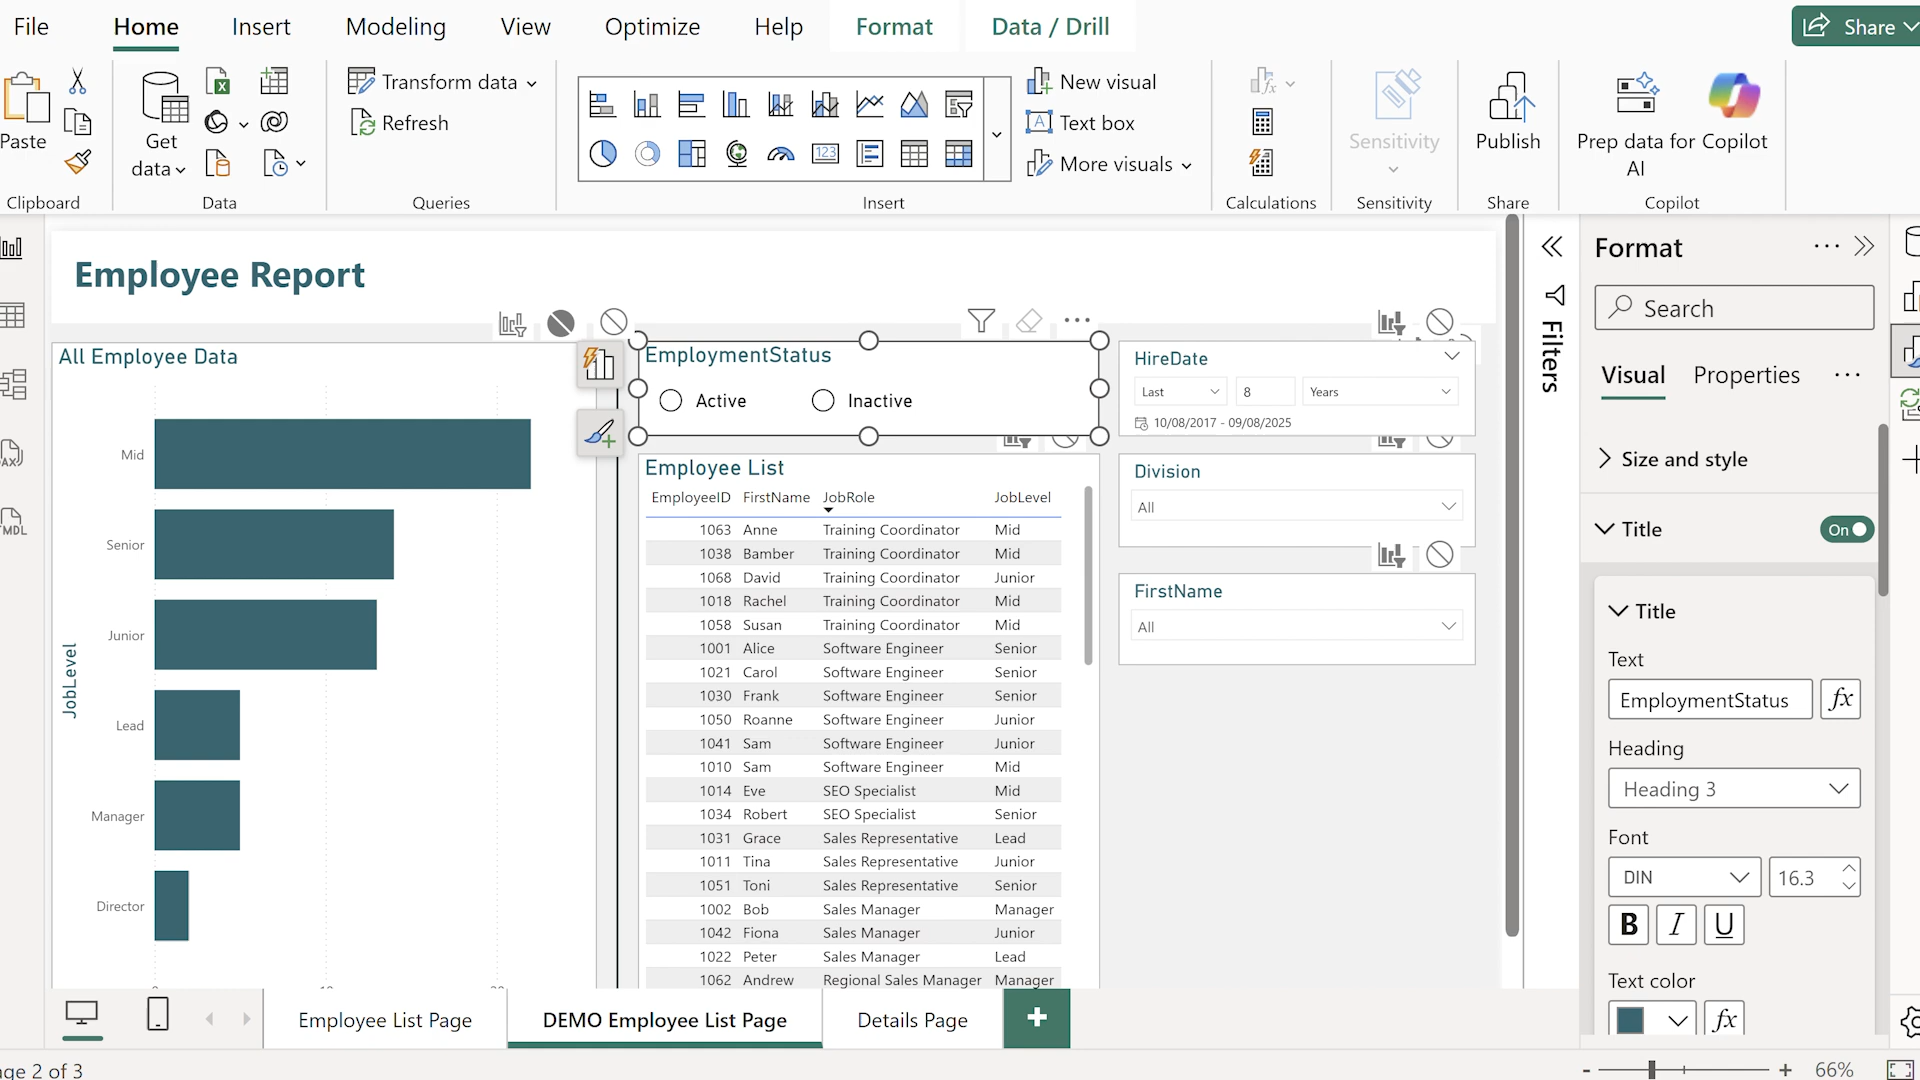 File Home Insert Modeling View Optimize Help Format Data / Drill Share
Paste
Get
data
Transform data
Refresh
123
New visual
Text box
More visuals
Sensitivity
Publish
Prep data for
AI
Copilot
Clipboard Data Queries Insert Calculations Sensitivity Share Copilot
Employee Report
All Employee Data
JobLevel
Mid
Senior
Junior
Lead
Manager
Director
EmploymentStatus
Active Inactive
Employee List
EmployeeID FirstName JobRole JobLevel
1063 Anne Training Coordinator Mid
1038 Bamber Training Coordinator Mid
1068 David Training Coordinator Junior
1018 Rachel Training Coordinator Mid
1058 Susan Training Coordinator Mid
1001 Alice Software Engineer Senior
1021 Carol Software Engineer Senior
1030 Frank Software Engineer Senior
1050 Roanne Software Engineer Junior
1041 Sam Software Engineer Junior
1010 Sam Software Engineer Mid
1014 Eve SEO Specialist Mid
1034 Robert SEO Specialist Senior
1031 Grace Sales Representative Lead
1011 Tina Sales Representative Junior
1051 Toni Sales Representative Senior
1002 Bob Sales Manager Manager
1042 Fiona Sales Manager Junior
1022 Peter Sales Manager Lead
1062 Andrew Regional Sales Manager Manager
HireDate
Last 8 Years
10/08/2017 - 09/08/2025
Division
All
FirstName
All
Filters
Format
Search
Visual Properties
Size and style
Title On
Title
Text
EmploymentStatus fx
Heading
Heading 3
Font
DIN 16.3
B I U
Text color
fx
Employee List Page DEMO Employee List Page Details Page +
age 2 of 3
- + 66%